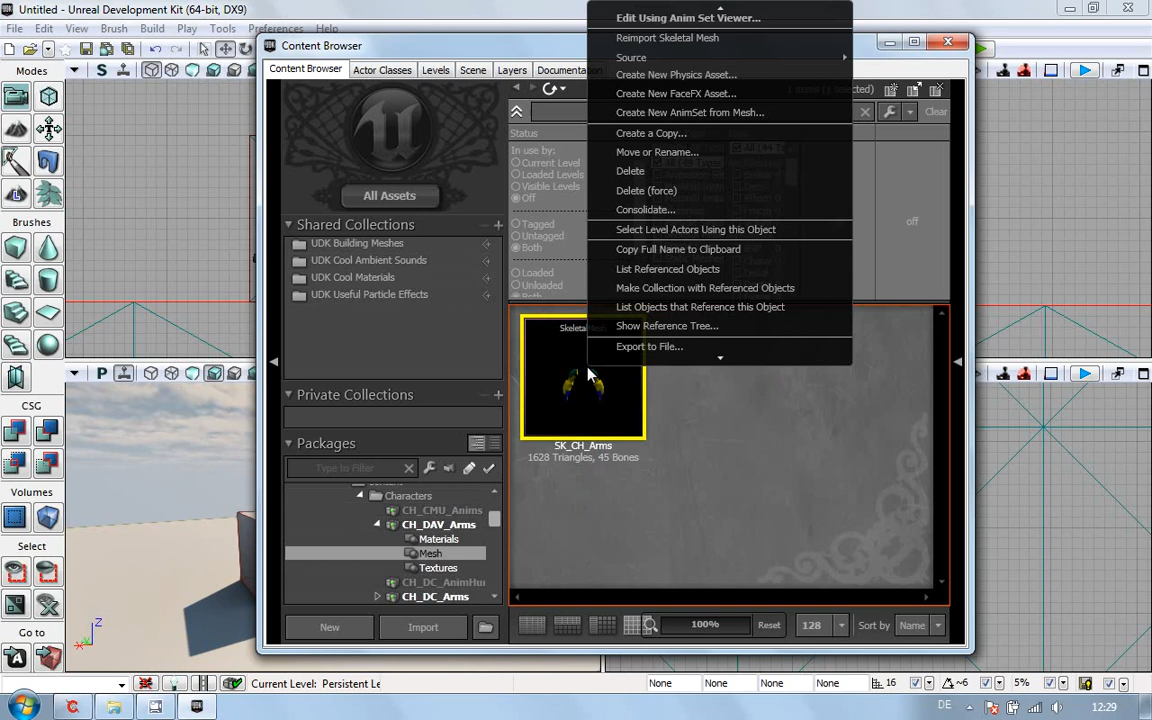 Untitled - Unreal Development Kit (64-bit, DX9)
File Edit View Brush Build Play Tools Preferences
Modes
Brushes
CSG
Volumes
Select
Go to
Content Browser
Content Browser Actor Classes Levels Scene Layers Documentation
All Assets
Shared Collections
UDK Building Meshes
UDK Cool Ambient Sounds
UDK Cool Materials
UDK Useful Particle Effects
Private Collections
Packages
Type to Filter
Characters
CH_CMU_Anims
CH_DAV_Arms
Materials
Mesh
Textures
CH_DC_AnimHu
CH_DC_Arms
New Import
Clear
Status
In use by:
Current Level
Loaded Levels
Visible Levels
Off
Tagged
Untagged
Both
Loaded
Unloaded
off
Edit Using Anim Set Viewer...
Reimport Skeletal Mesh
Source
Create New Physics Asset...
Create New FaceFX Asset...
Create New AnimSet from Mesh...
Create a Copy...
Move or Rename...
Delete
Delete (force)
Consolidate...
Select Level Actors Using this Object
Copy Full Name to Clipboard
List Referenced Objects
Make Collection with Referenced Objects
List Objects that Reference this Object
Show Reference Tree...
Export to File...
Skeletal Mesh
SK_CH_Arms
1628 Triangles, 45 Bones
100% Reset 128 Sort by Name
P
Z
X
Current Level: Persistent Le
None None None None 16 ~6 5%
DE 12:29